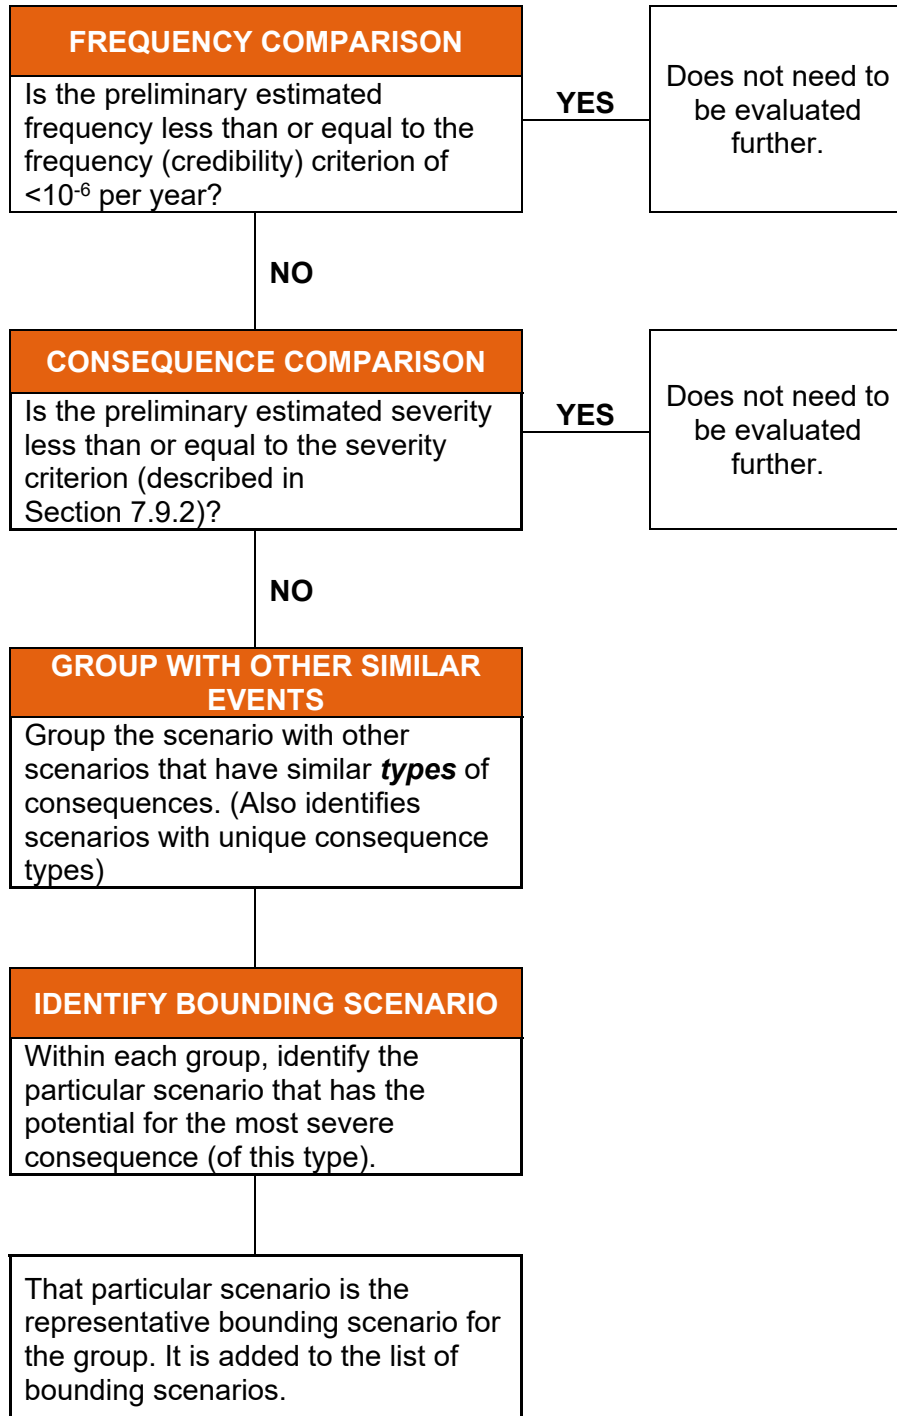 FREQUENCY COMPARISON
Is the preliminary estimated
frequency less than or equal to the
frequency (credibility) criterion of
<10⁻⁶ per year?
YES
Does not need to
be evaluated
further.
NO
CONSEQUENCE COMPARISON
Is the preliminary estimated severity
less than or equal to the severity
criterion (described in
Section 7.9.2)?
YES
Does not need to
be evaluated
further.
NO
GROUP WITH OTHER SIMILAR
EVENTS
Group the scenario with other
scenarios that have similar types of
consequences. (Also identifies
scenarios with unique consequence
types)
IDENTIFY BOUNDING SCENARIO
Within each group, identify the
particular scenario that has the
potential for the most severe
consequence (of this type).
That particular scenario is the
representative bounding scenario for
the group. It is added to the list of
bounding scenarios.